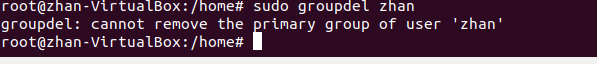 root@zhan-VirtualBox:/home# sudo groupdel zhan
groupdel: cannot remove the primary group of user 'zhan'
root@zhan-VirtualBox:/home#